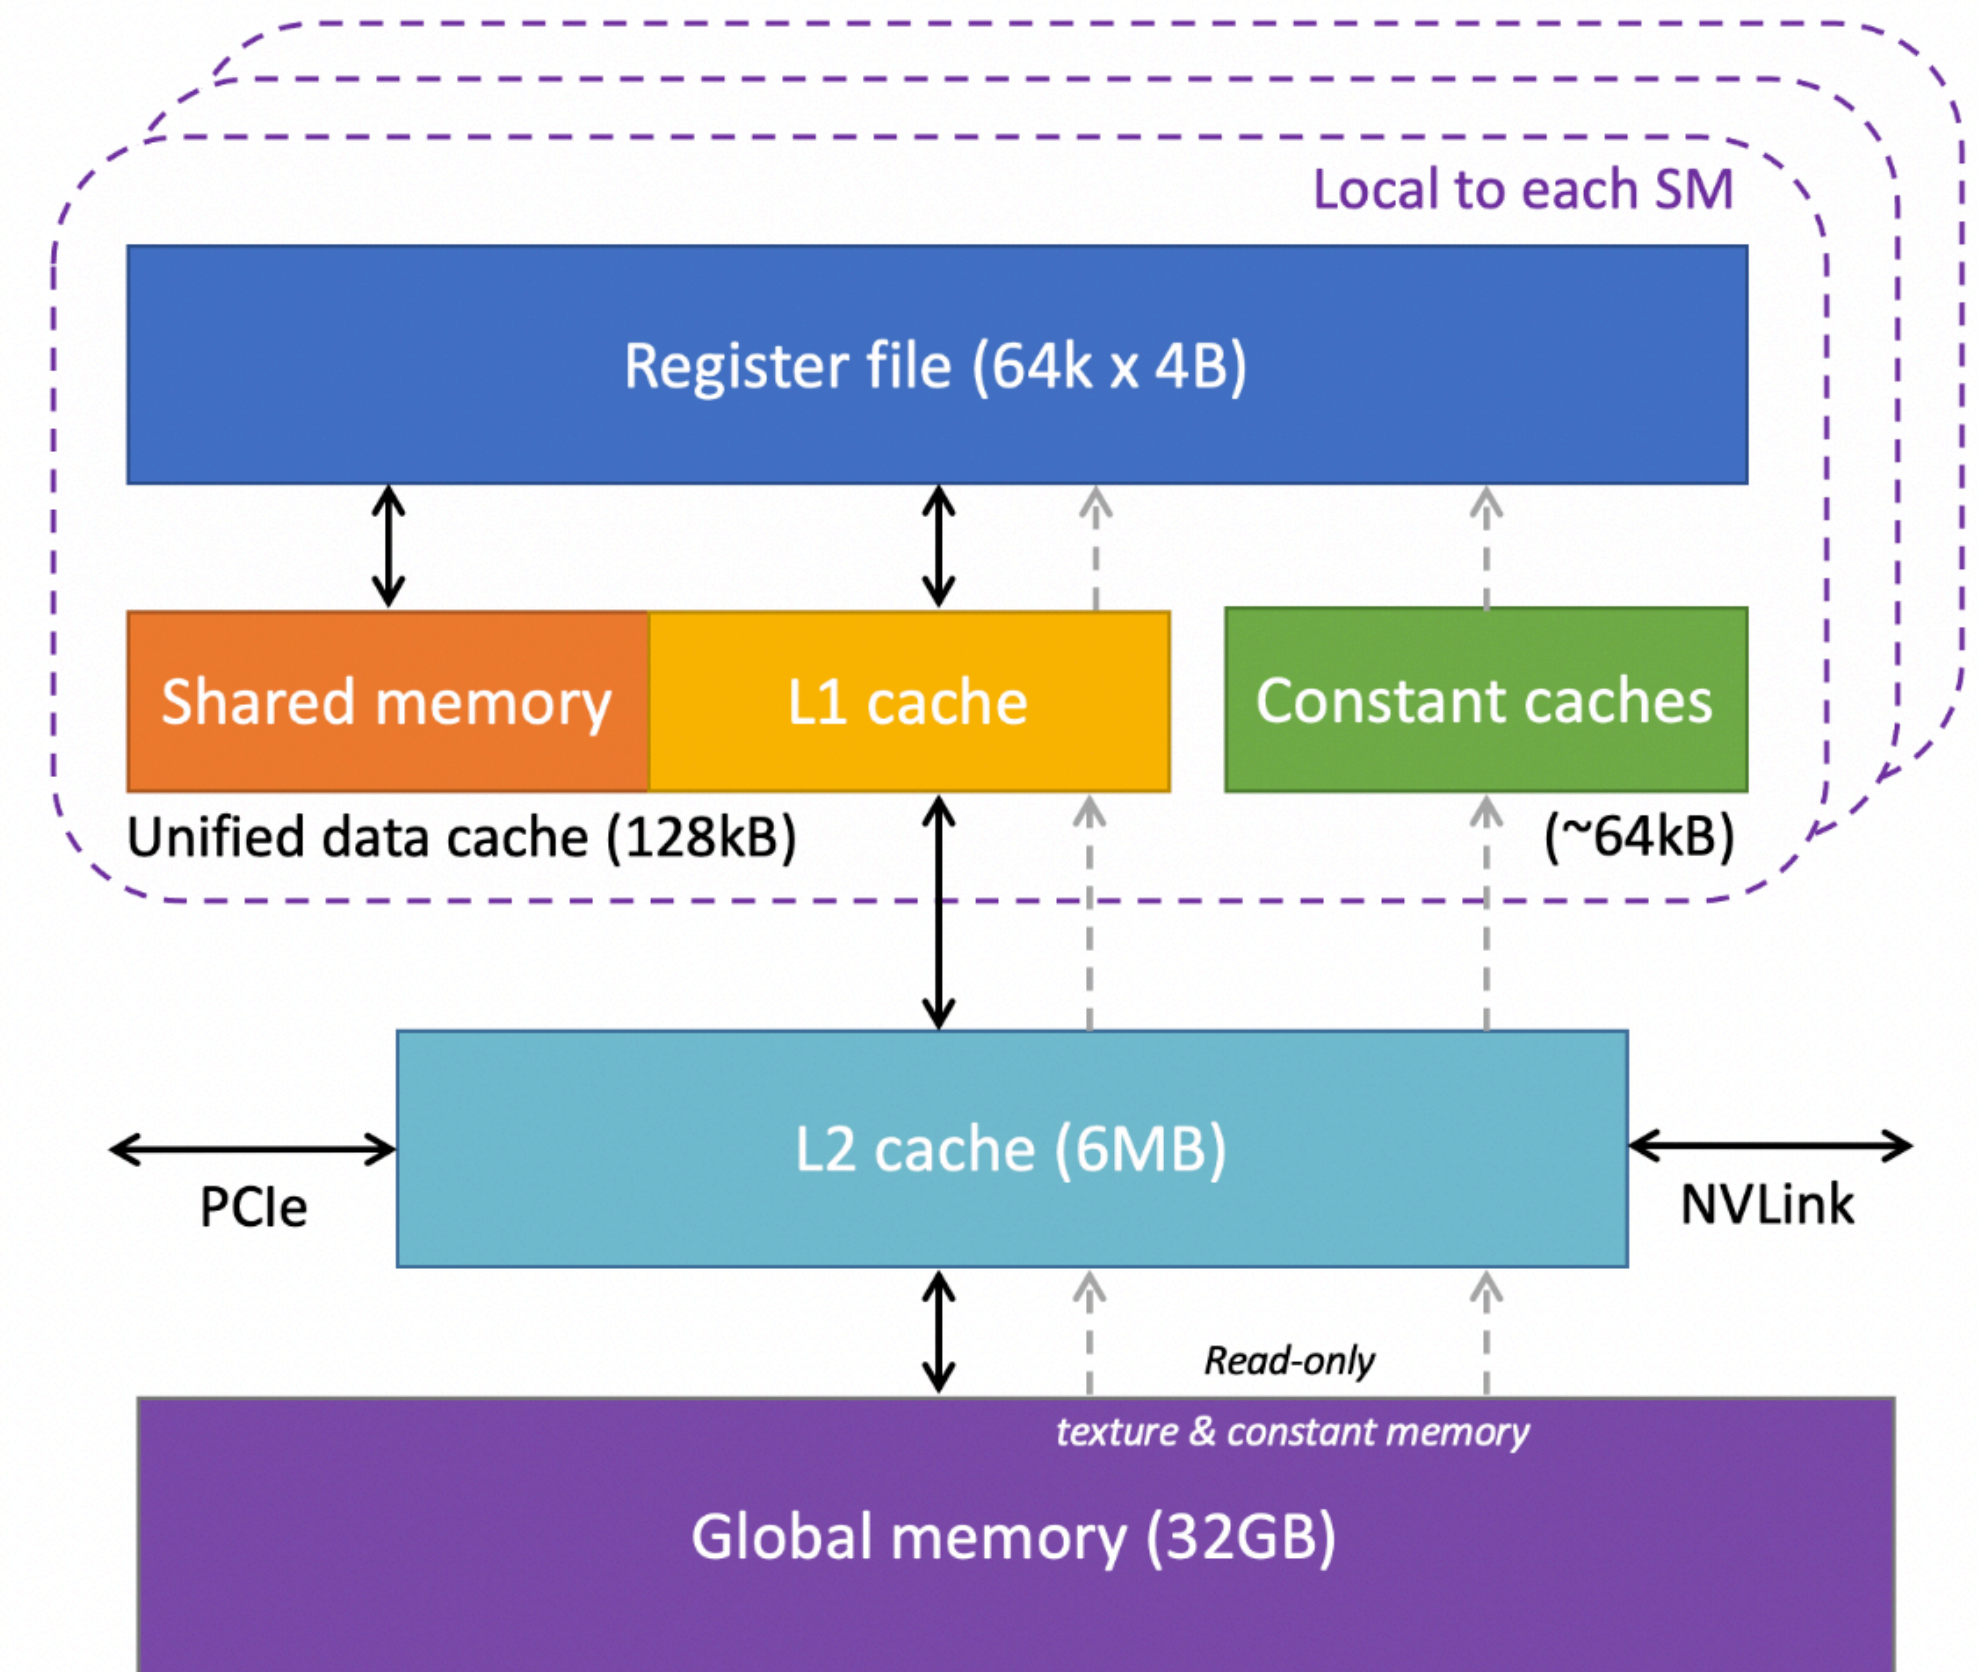 Local to each SM
Register file (64k x 4B)
Shared memory
L1 cache
Constant caches
Unified data cache (128kB)
(~64kB)
L2 cache (6MB)
PCIe
NVLink
Read-only
texture & constant memory
Global memory (32GB)